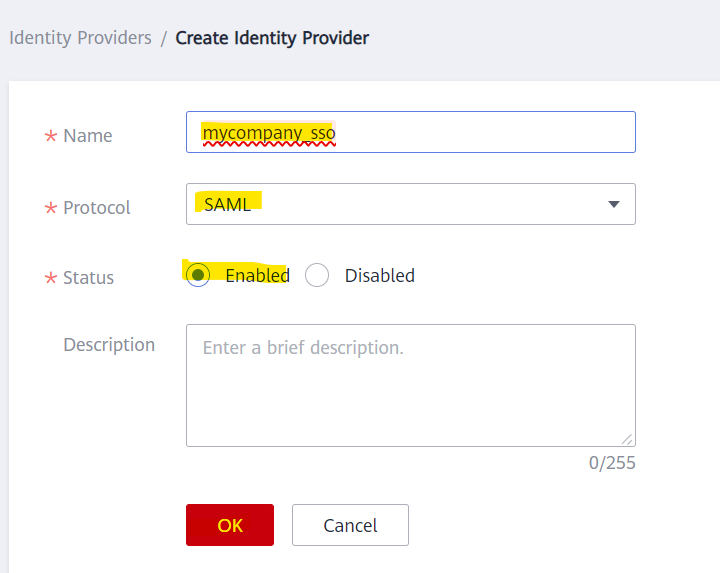 Identity Providers / Create Identity Provider
* Name mycompany_sso
* Protocol SAML
* Status Enabled Disabled
Description Enter a brief description.
0/255
OK Cancel